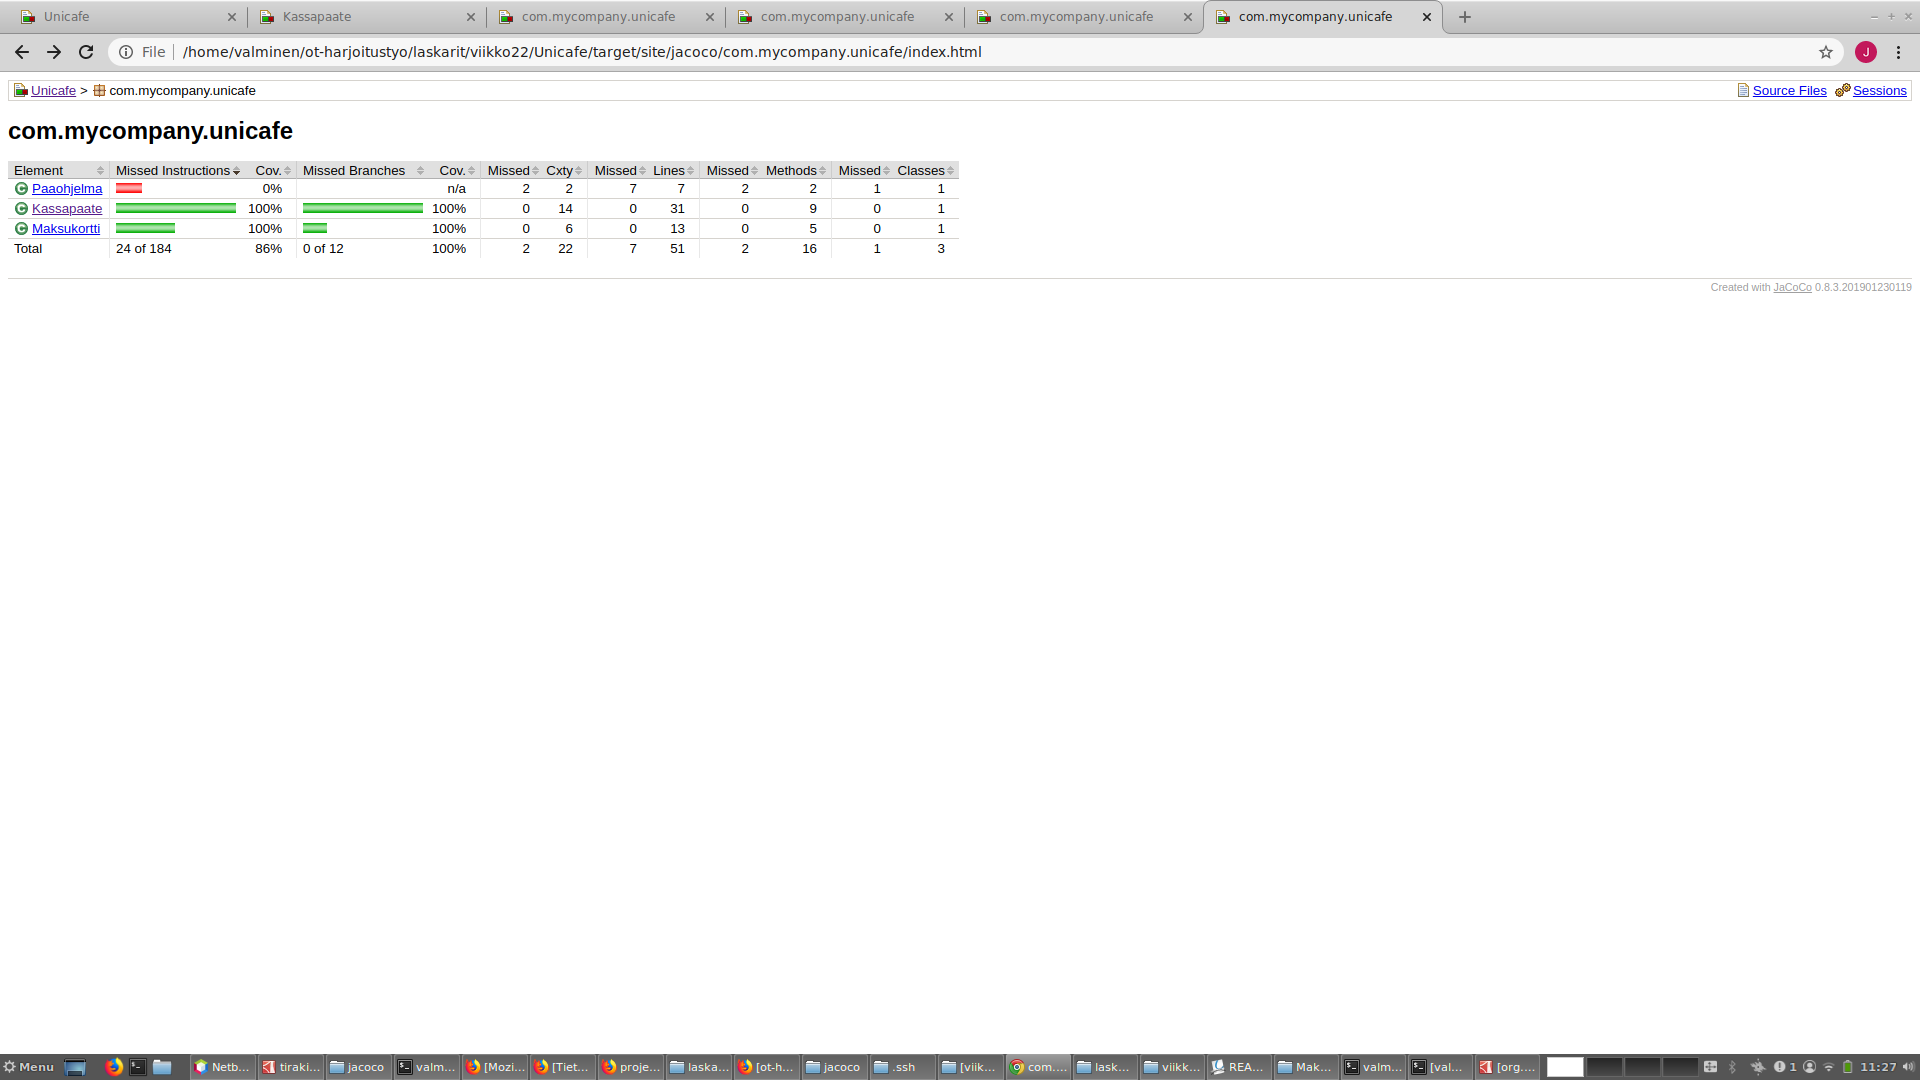 Unicafe Kassapaate com.mycompany.unicafe com.mycompany.unicafe com.mycompany.unicafe com.mycompany.unicafe
File /home/valminen/ot-harjoitustyo/laskarit/viikko22/Unicafe/target/site/jacoco/com.mycompany.unicafe/index.html J
Unicafe > com.mycompany.unicafe Source Files Sessions
com.mycompany.unicafe
Element Missed Instructions Cov. Missed Branches Cov. Missed Cxty Missed Lines Missed Methods Missed Classes
C Paaohjelma 0% n/a 2 2 7 7 2 2 1 1
C Kassapaate 100% 100% 0 14 0 31 0 9 0 1
C Maksukortti 100% 100% 0 6 0 13 0 5 0 1
Total 24 of 184 86% 0 of 12 100% 2 22 7 51 2 16 1 3
Created with JaCoCo 0.8.3.201901230119
Menu Netb... tiraki... jacoco valm... [Mozi... [Tiet... proje... laska... [ot-h... jacoco .ssh [viik... com.... lask... viikk... REA... Mak... valm... [val... [org.... 1 11:27